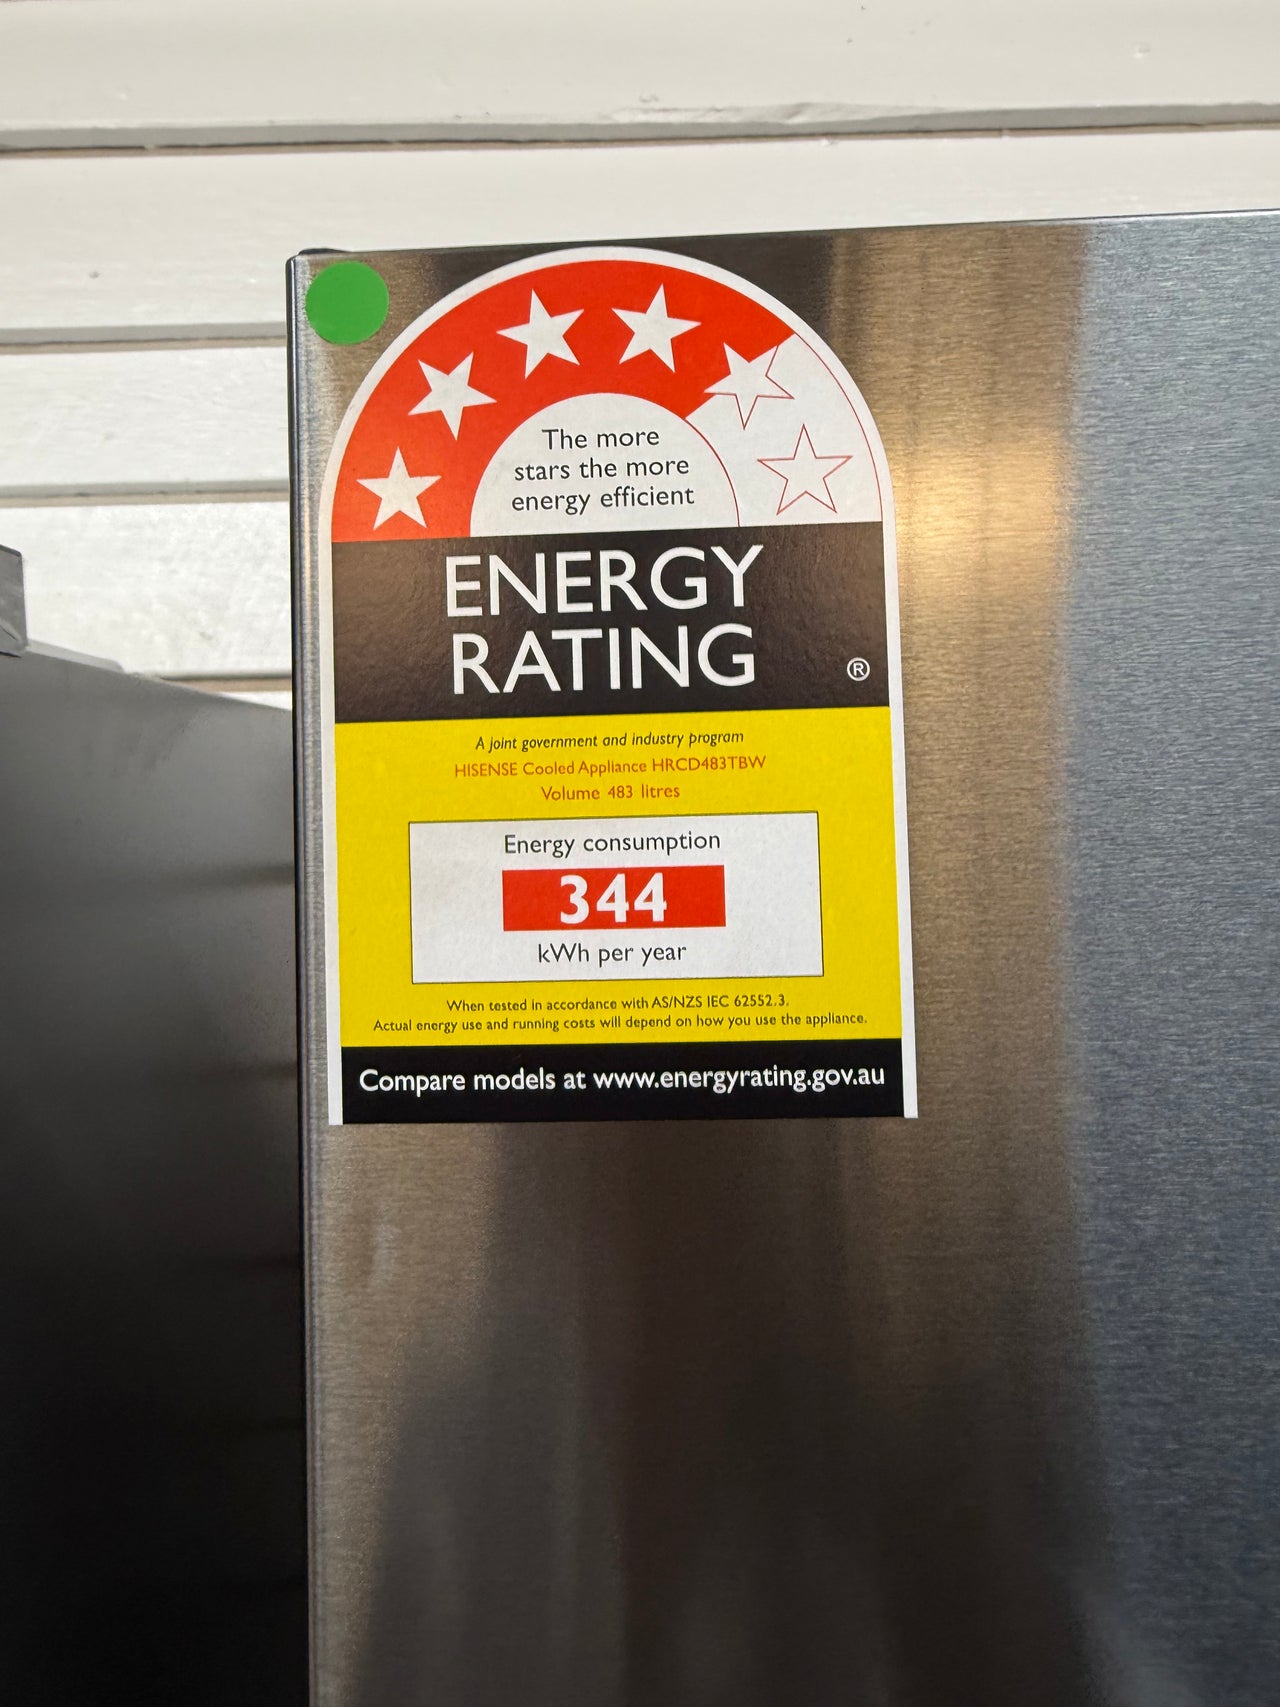 The more
stars the more
energy efficient
ENERGY
RATING
®
A joint government and industry program
HISENSE Cooled Appliance HRCD483TBW
Volume 483 litres
Energy consumption
344
kWh per year
When tested in accordance with AS/NZS IEC 62552.3.
Actual energy use and running costs will depend on how you use the appliance.
Compare models at www.energyrating.gov.au